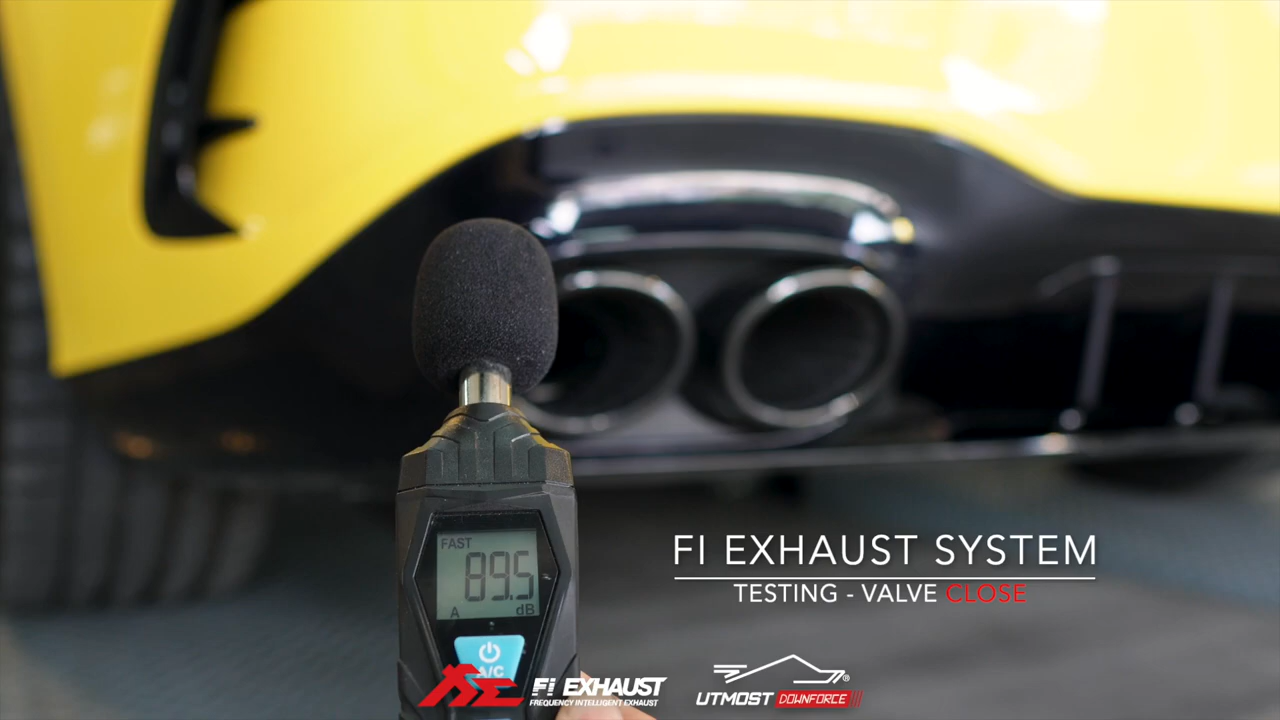 FAST
89.5
A dB
A/C
FI EXHAUST SYSTEM
TESTING - VALVE CLOSE
Fi EXHAUST
FREQUENCY INTELLIGENT EXHAUST
UTMOST DOWNFORCE
®